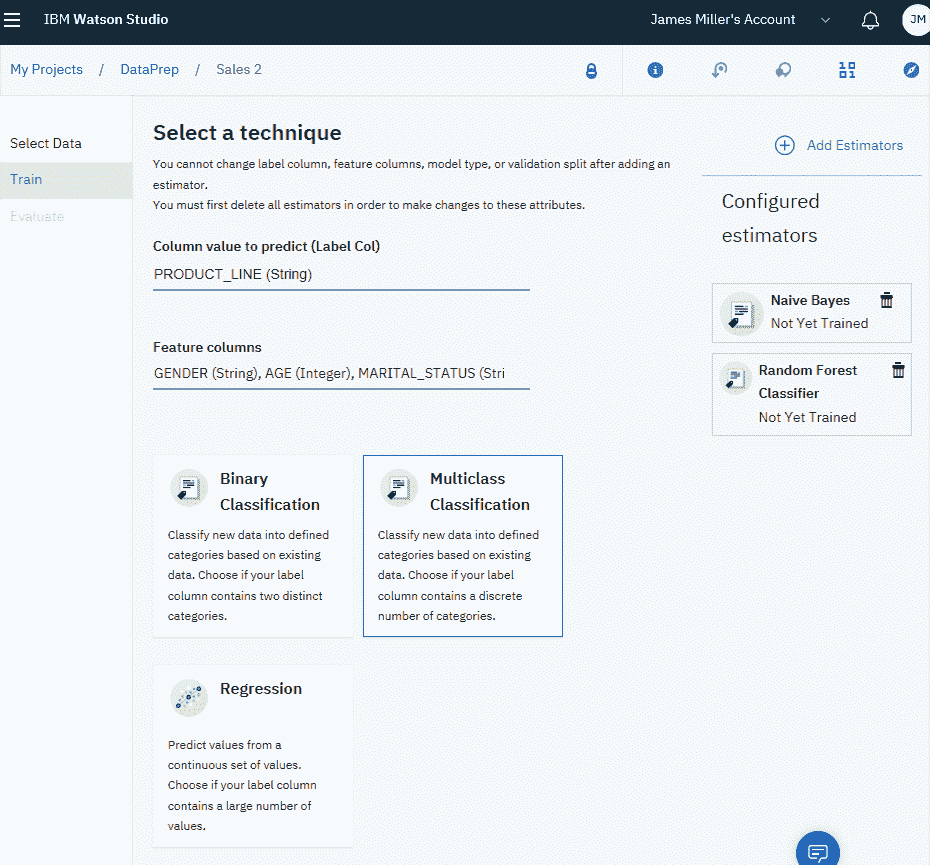 IBM Watson Studio
James Miller's Account
JM
My Projects / DataPrep / Sales 2
Select Data
Train
Evaluate
Select a technique
You cannot change label column, feature columns, model type, or validation split after adding an
estimator.
You must first delete all estimators in order to make changes to these attributes.
Column value to predict (Label Col)
PRODUCT_LINE (String)
Feature columns
GENDER (String), AGE (Integer), MARITAL_STATUS (Stri
Binary
Classification
Classify new data into defined
categories based on existing
data. Choose if your label
column contains two distinct
categories.
Multiclass
Classification
Classify new data into defined
categories based on existing
data. Choose if your label
column contains a discrete
number of categories.
Regression
Predict values from a
continuous set of values.
Choose if your label column
contains a large number of
values.
Add Estimators
Configured
estimators
Naive Bayes
Not Yet Trained
Random Forest
Classifier
Not Yet Trained